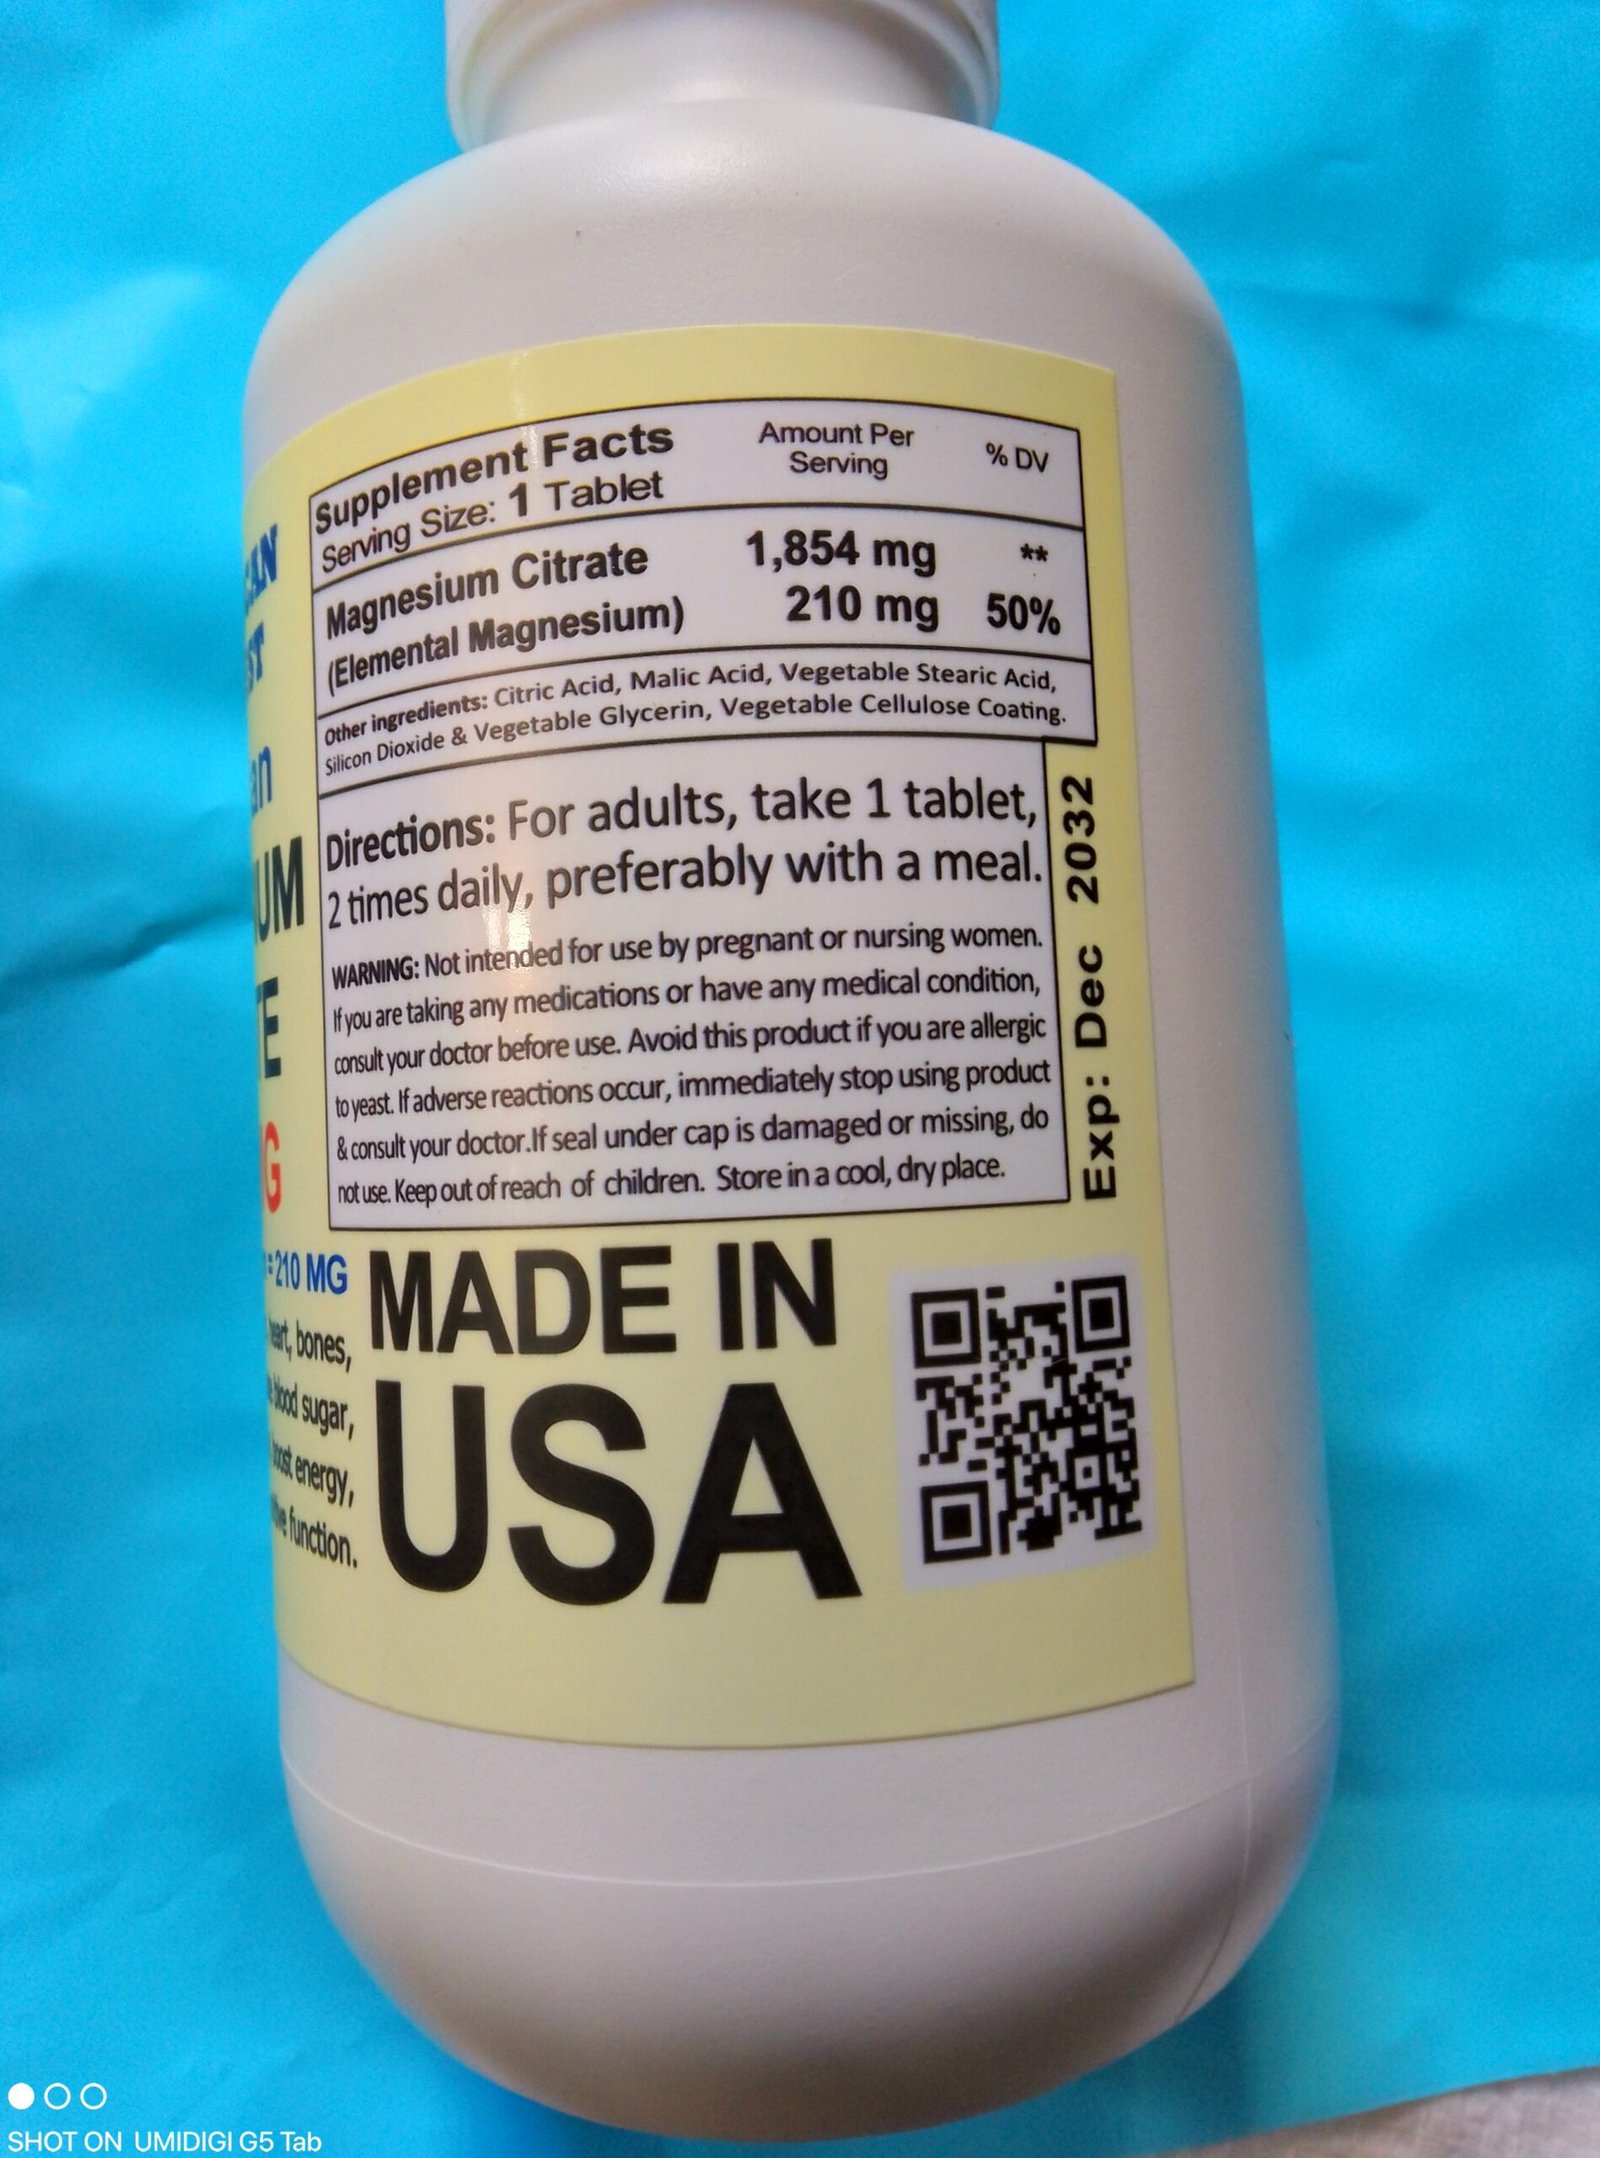 Supplement Facts
Serving Size: 1 Tablet
Amount Per
Serving
% DV
Magnesium Citrate 1,854 mg **
(Elemental Magnesium) 210 mg 50%
Other ingredients: Citric Acid, Malic Acid, Vegetable Stearic Acid,
Silicon Dioxide & Vegetable Glycerin, Vegetable Cellulose Coating.
Directions: For adults, take 1 tablet,
2 times daily, preferably with a meal.
WARNING: Not intended for use by pregnant or nursing women.
If you are taking any medications or have any medical condition,
consult your doctor before use. Avoid this product if you are allergic
to yeast. If adverse reactions occur, immediately stop using product
& consult your doctor.If seal under cap is damaged or missing, do
not use. Keep out of reach of children. Store in a cool, dry place.
Exp: Dec 2032
MADE IN
USA
=210 MG
heart, bones,
blood sugar,
boost energy,
function.
SHOT ON UMIDIGI G5 Tab